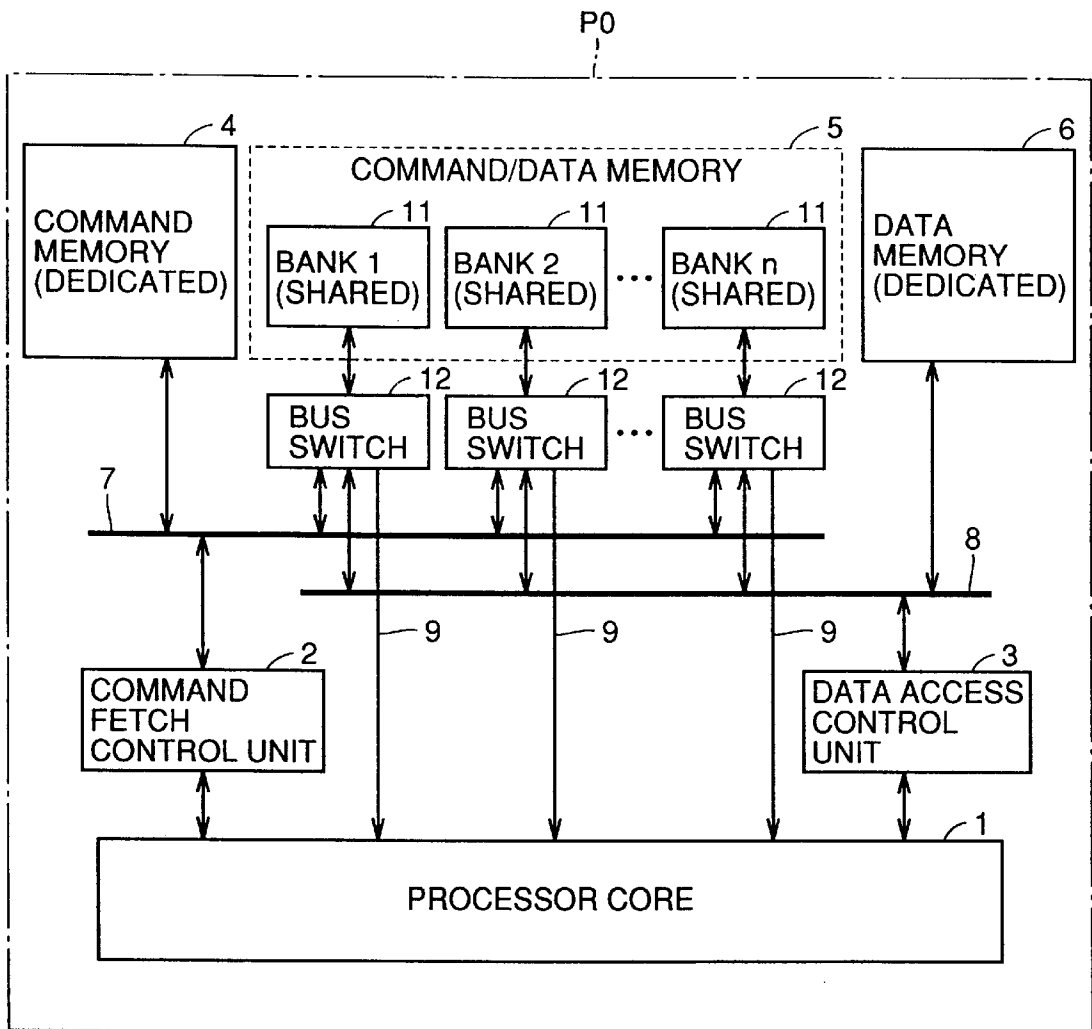 P0
4
5
6
COMMAND
MEMORY
(DEDICATED)
COMMAND/DATA MEMORY
DATA
MEMORY
(DEDICATED)
11
11
11
BANK 1
(SHARED)
BANK 2
(SHARED)
...
BANK n
(SHARED)
12
12
12
BUS
SWITCH
BUS
SWITCH
...
BUS
SWITCH
7
8
9
9
9
2
3
COMMAND
FETCH
CONTROL UNIT
DATA ACCESS
CONTROL
UNIT
1
PROCESSOR CORE